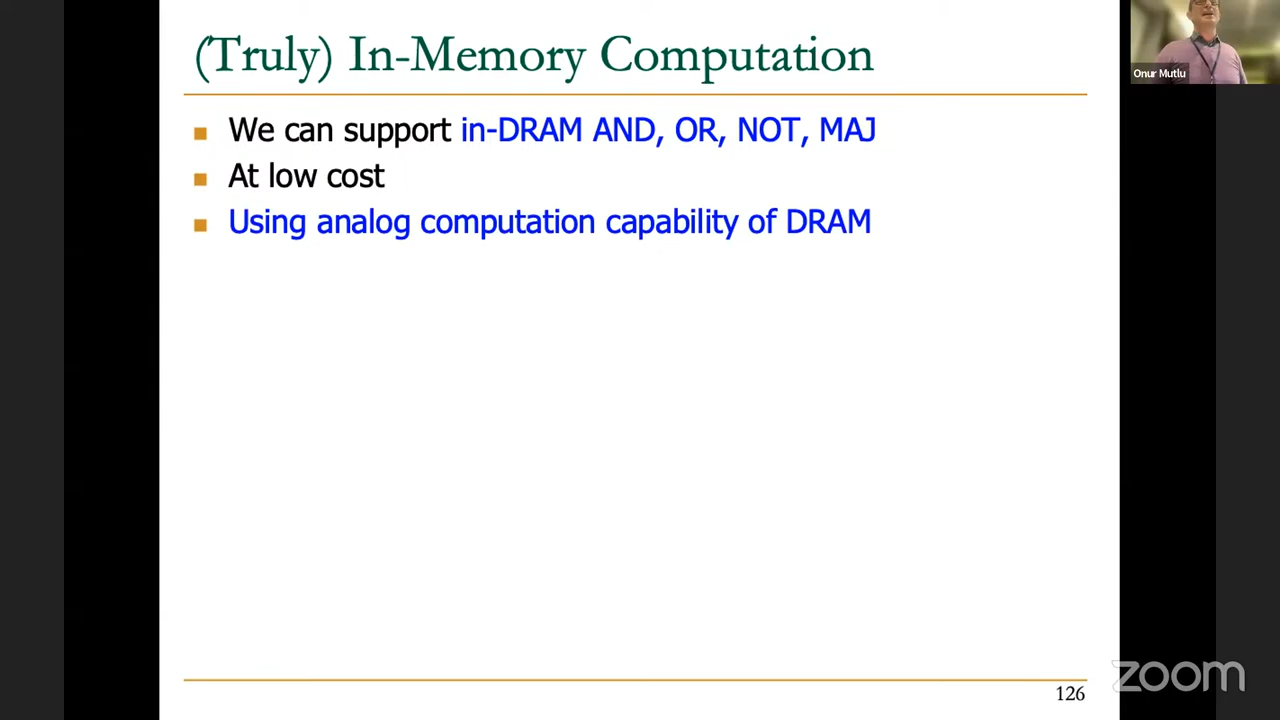 (Truly) In-Memory Computation
We can support in-DRAM AND, OR, NOT, MAJ
At low cost
Using analog computation capability of DRAM
Onur Mutlu
126
zoom